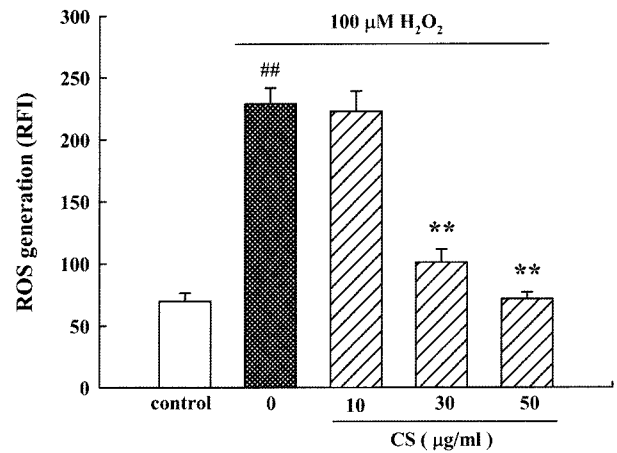 100 μM H₂O₂
ROS generation (RFI)
300
250
200
150
100
50
0
##
**
**
control 0 10 30 50
CS ( μg/ml )